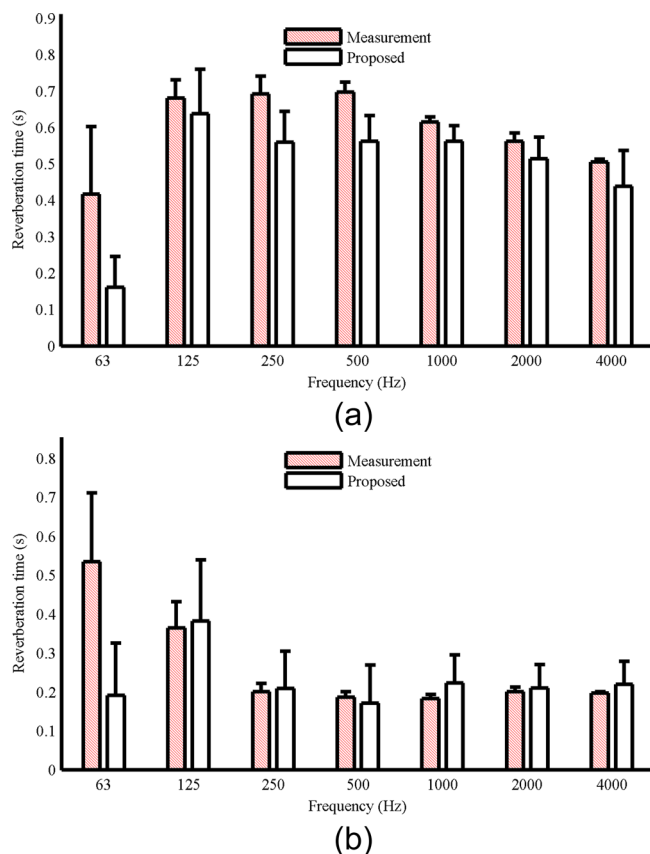 0.9
0.8
0.7
0.6
0.5
0.4
0.3
0.2
0.1
0
Reverberation time (s)
Measurement
Proposed
63 125 250 500 1000 2000 4000
Frequency (Hz)
(a)
0.8
0.7
0.6
0.5
0.4
0.3
0.2
0.1
0
Reverberation time (s)
Measurement
Proposed
63 125 250 500 1000 2000 4000
Frequency (Hz)
(b)